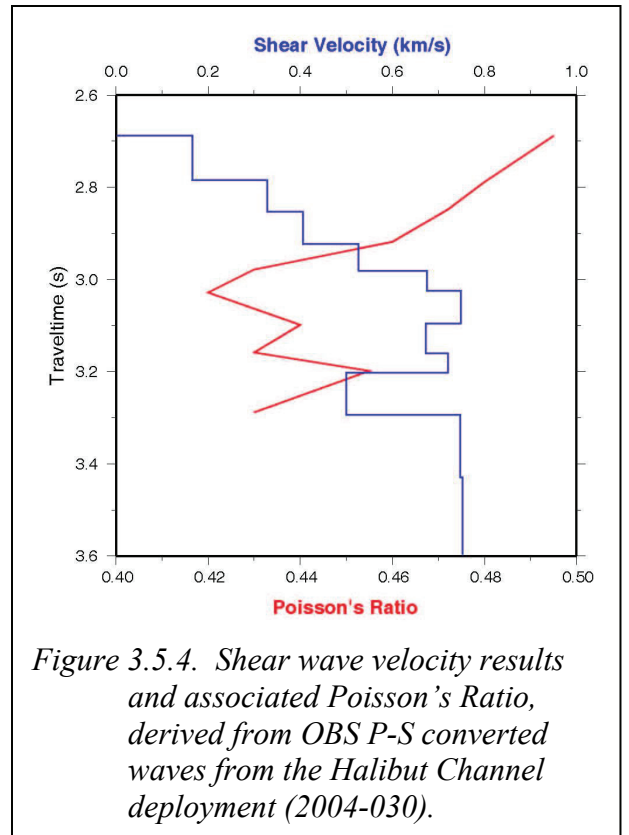 Shear Velocity (km/s)
0.0 0.2 0.4 0.6 0.8 1.0
2.6
2.8
3.0
3.2
3.4
3.6
Traveltime (s)
0.40 0.42 0.44 0.46 0.48 0.50
Poisson's Ratio
Figure 3.5.4. Shear wave velocity results
and associated Poisson's Ratio,
derived from OBS P-S converted
waves from the Halibut Channel
deployment (2004-030).